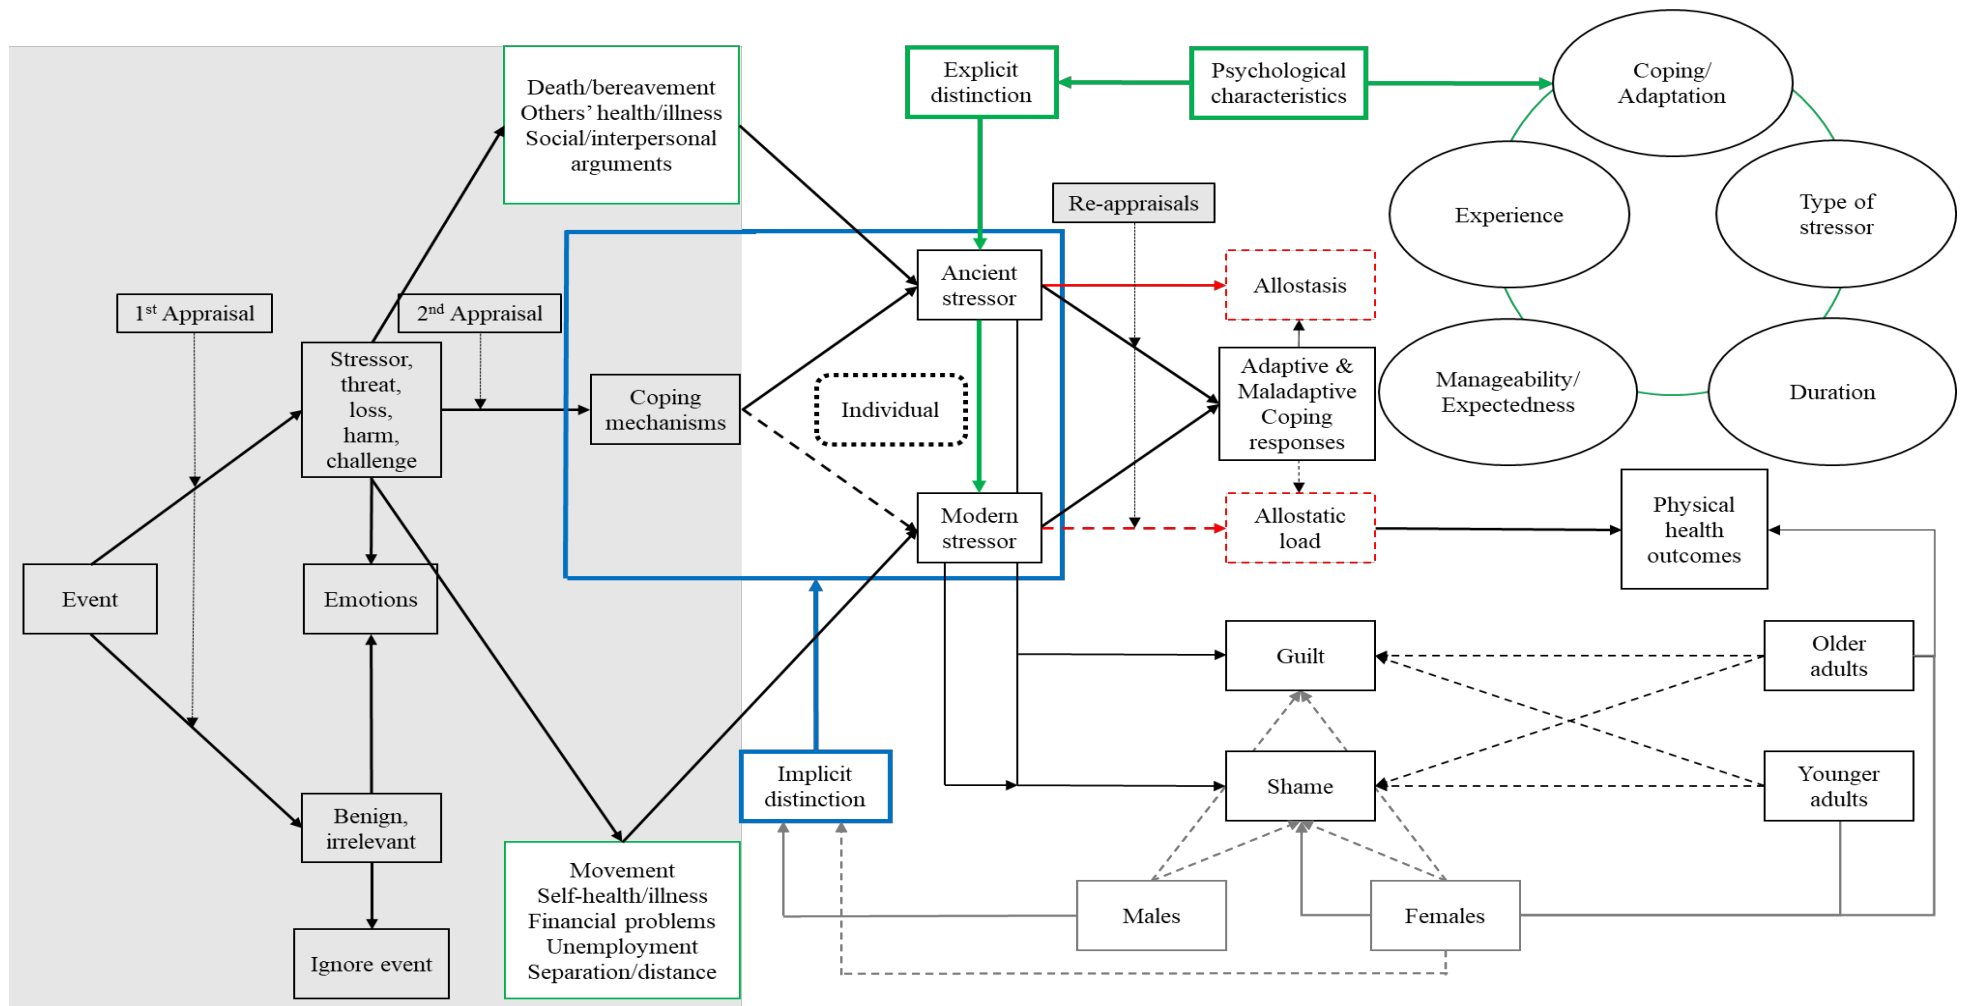 Death/bereavement
Others’ health/illness
Social/interpersonal
arguments
Explicit
distinction
Psychological
characteristics
Coping/
Adaptation
Experience
Type of
stressor
Manageability/
Expectedness
Duration
Re-appraisals
1st Appraisal
2nd Appraisal
Stressor,
threat,
loss,
harm,
challenge
Coping
mechanisms
Individual
Ancient
stressor
Modern
stressor
Allostasis
Adaptive &
Maladaptive
Coping
responses
Allostatic
load
Physical
health
outcomes
Event
Emotions
Benign,
irrelevant
Ignore event
Movement
Self-health/illness
Financial problems
Unemployment
Separation/distance
Implicit
distinction
Guilt
Shame
Older
adults
Younger
adults
Males
Females